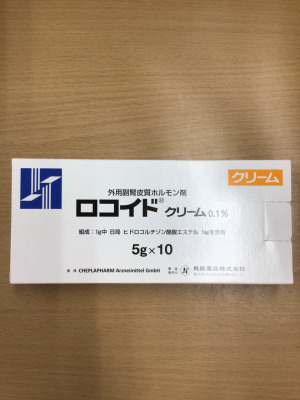 外用副腎皮質ホルモン剤
クリーム
ロコイド® クリーム 0.1%
組成：1g中 日局 ヒドロコルチゾン酪酸エステル 1mg含有
5g×10
CHEPLAPHARM Arzneimittel GmbH
鳥居薬品株式会社